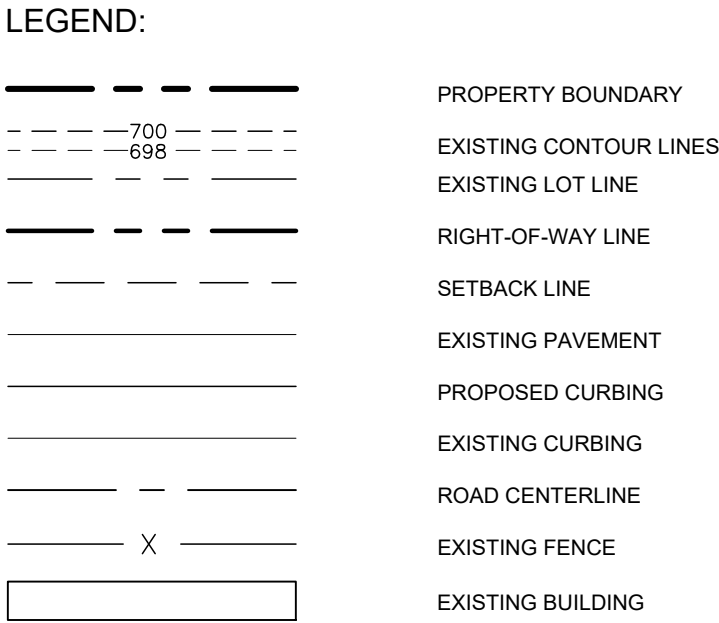 LEGEND:
PROPERTY BOUNDARY
700
698
EXISTING CONTOUR LINES
EXISTING LOT LINE
RIGHT-OF-WAY LINE
SETBACK LINE
EXISTING PAVEMENT
PROPOSED CURBING
EXISTING CURBING
ROAD CENTERLINE
X EXISTING FENCE
EXISTING BUILDING